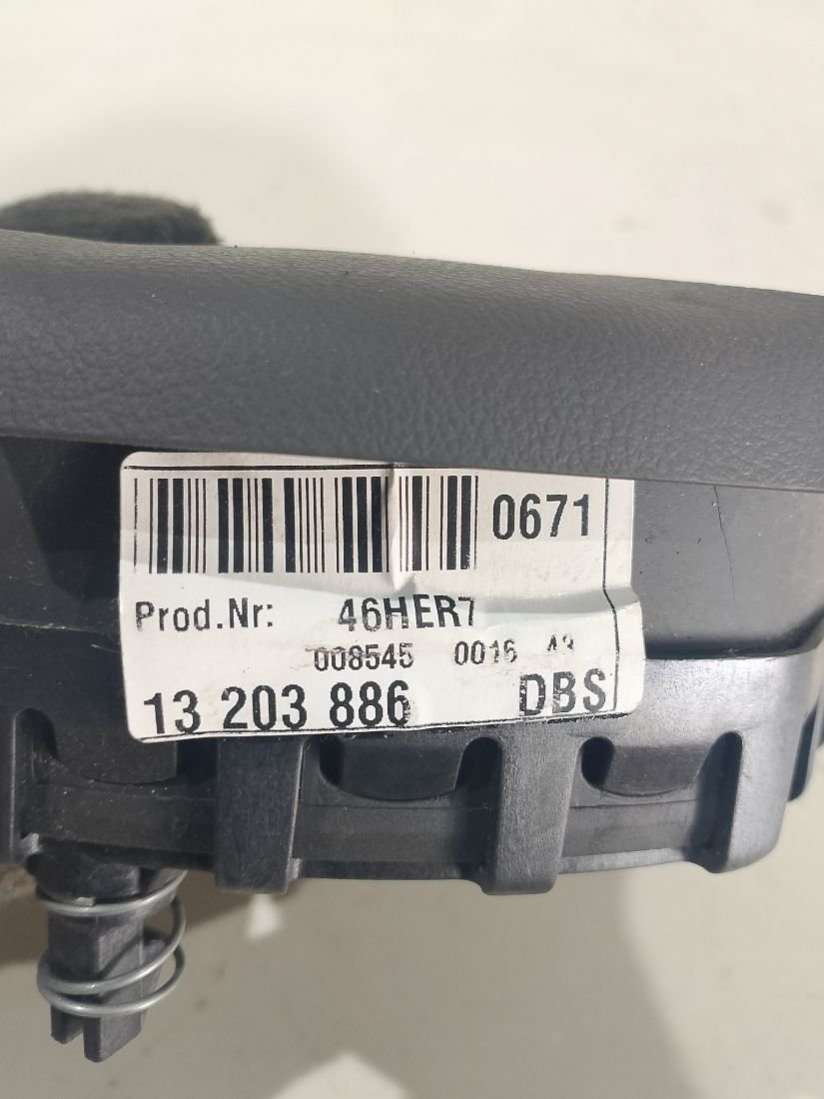 0671
Prod.Nr: 46HER7
008545 0016
13 203 886 DBS